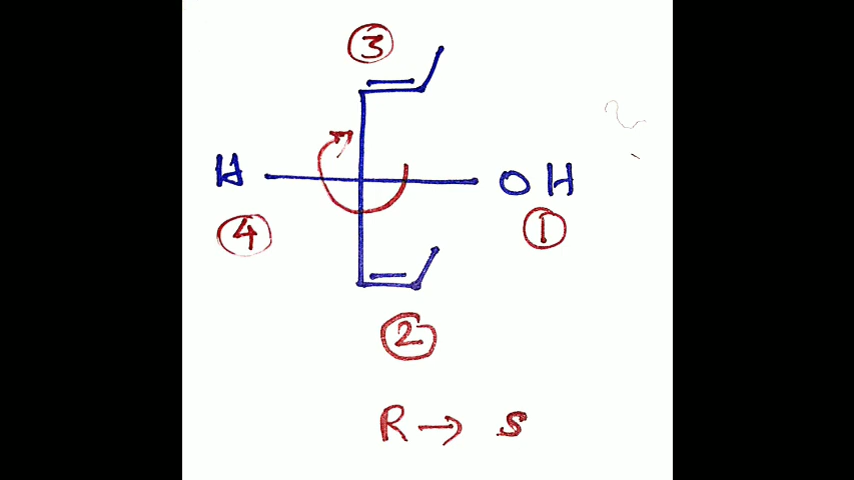 ③
H OH
④ ①
②
R → S